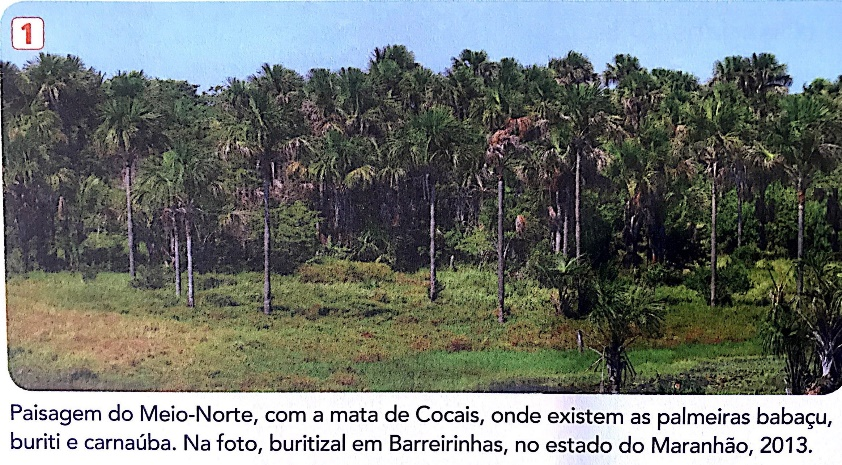 1
Paisagem do Meio-Norte, com a mata de Cocais, onde existem as palmeiras babaçu,
buriti e carnaúba. Na foto, buritizal em Barreirinhas, no estado do Maranhão, 2013.